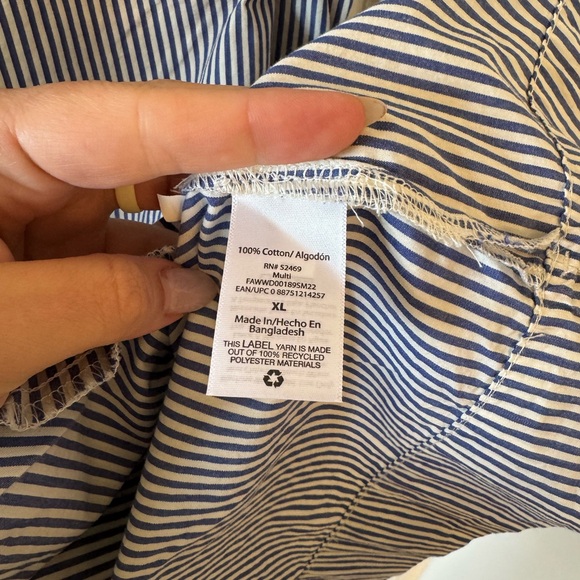 100% Cotton/ Algodón
RN# 52469
Multi
FAWWD00189SM22
EAN/UPC 0 88751214257
XL
Made In/Hecho En
Bangladesh
THIS LABEL YARN IS MADE
OUT OF 100% RECYCLED
POLYESTER MATERIALS